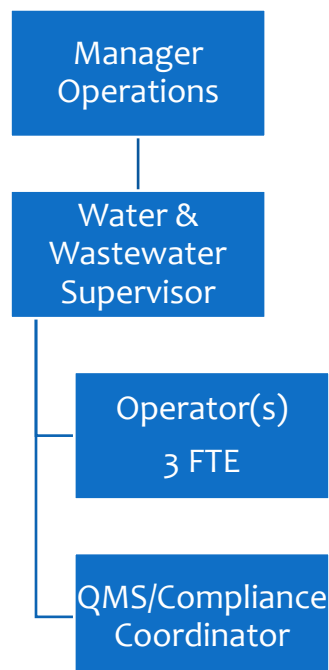 Manager
Operations
Water &
Wastewater
Supervisor
Operator(s)
3 FTE
QMS/Compliance
Coordinator